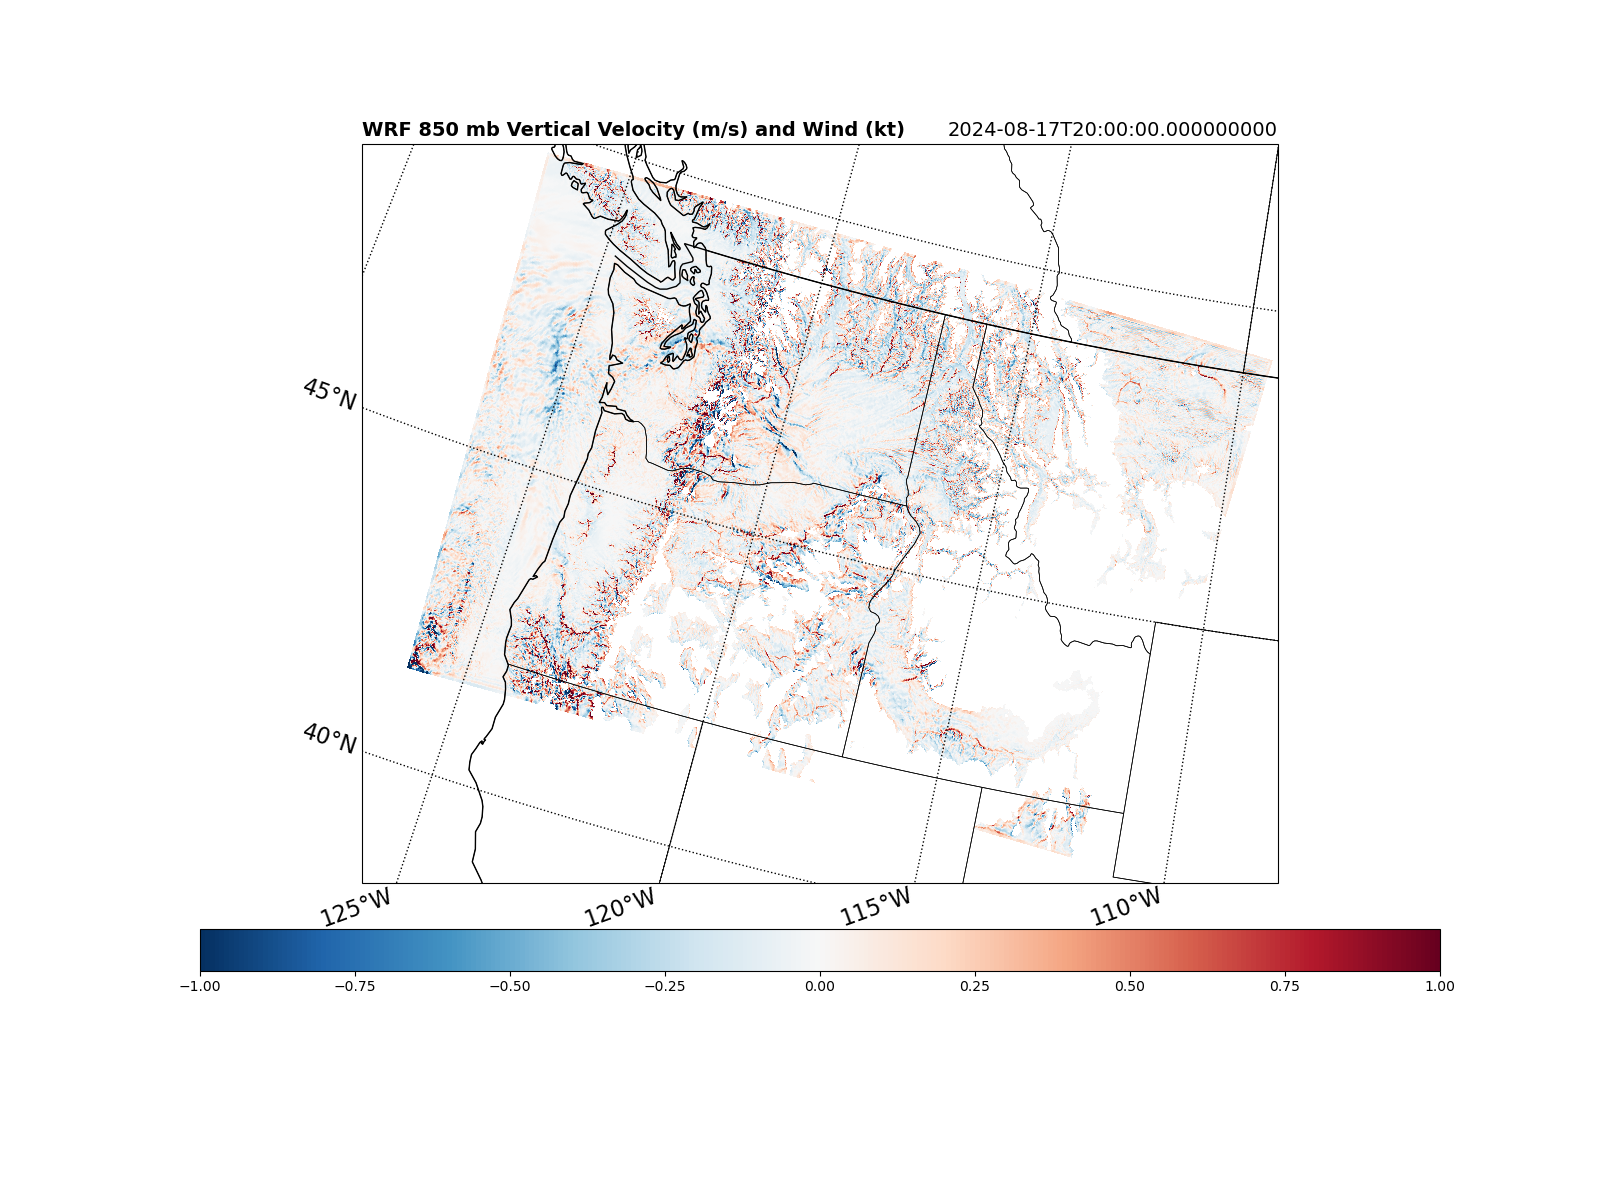 WRF 850 mb Vertical Velocity (m/s) and Wind (kt) 2024-08-17T20:00:00.000000000
45°N
40°N
125°W 120°W 115°W 110°W
−1.00 −0.75 −0.50 −0.25 0.00 0.25 0.50 0.75 1.00